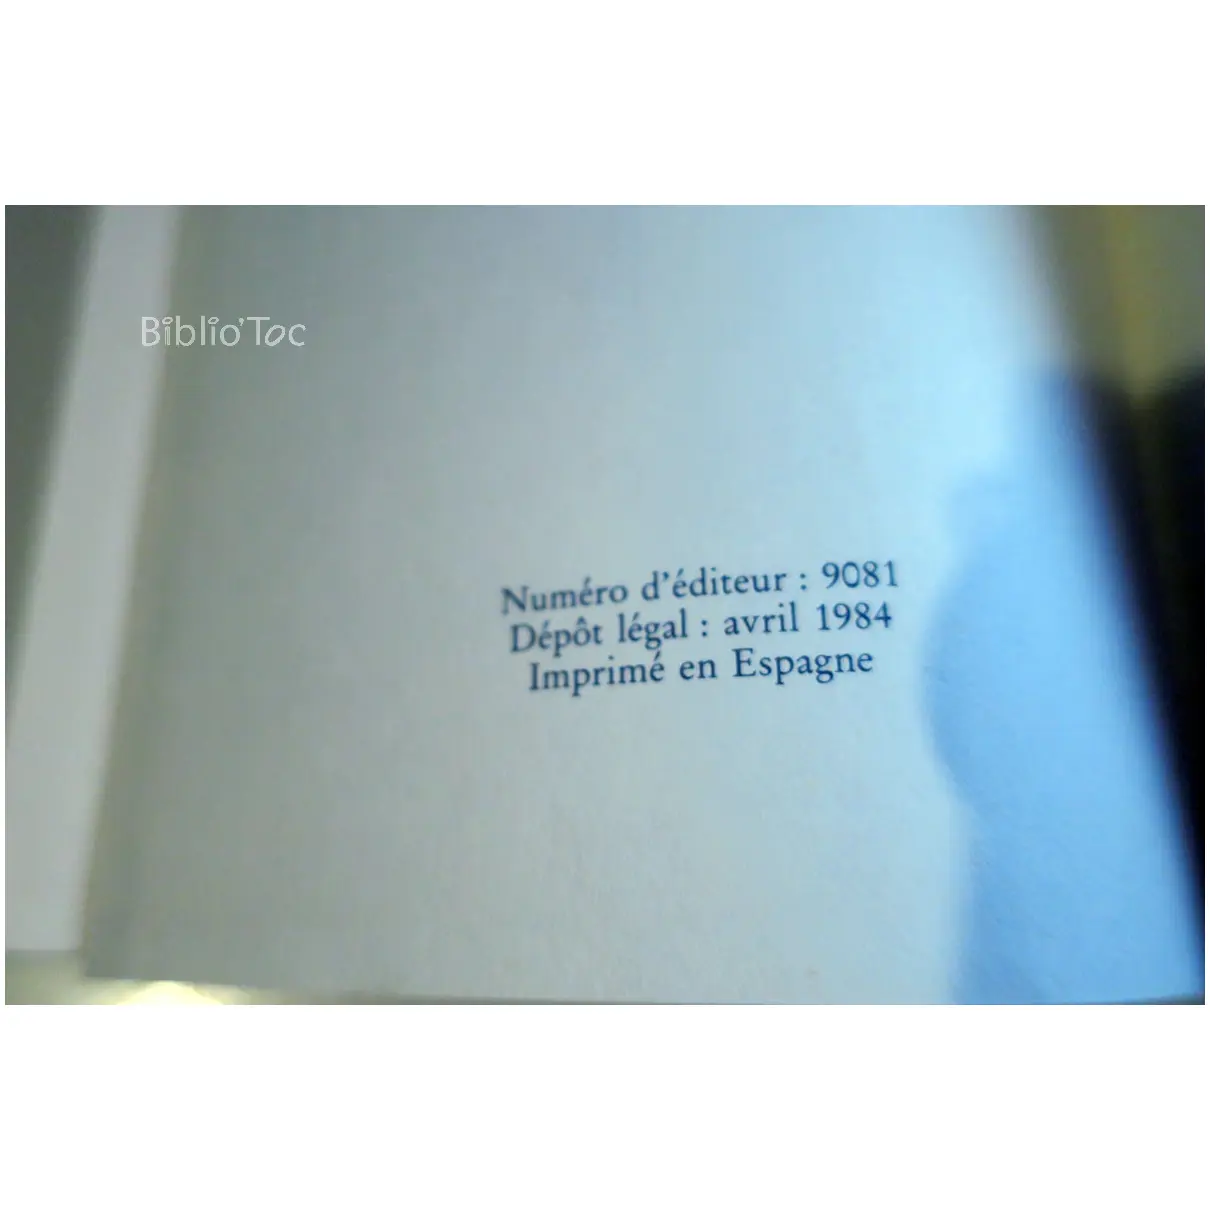 Biblio'Toc
Numéro d'éditeur : 9081
Dépôt légal : avril 1984
Imprimé en Espagne